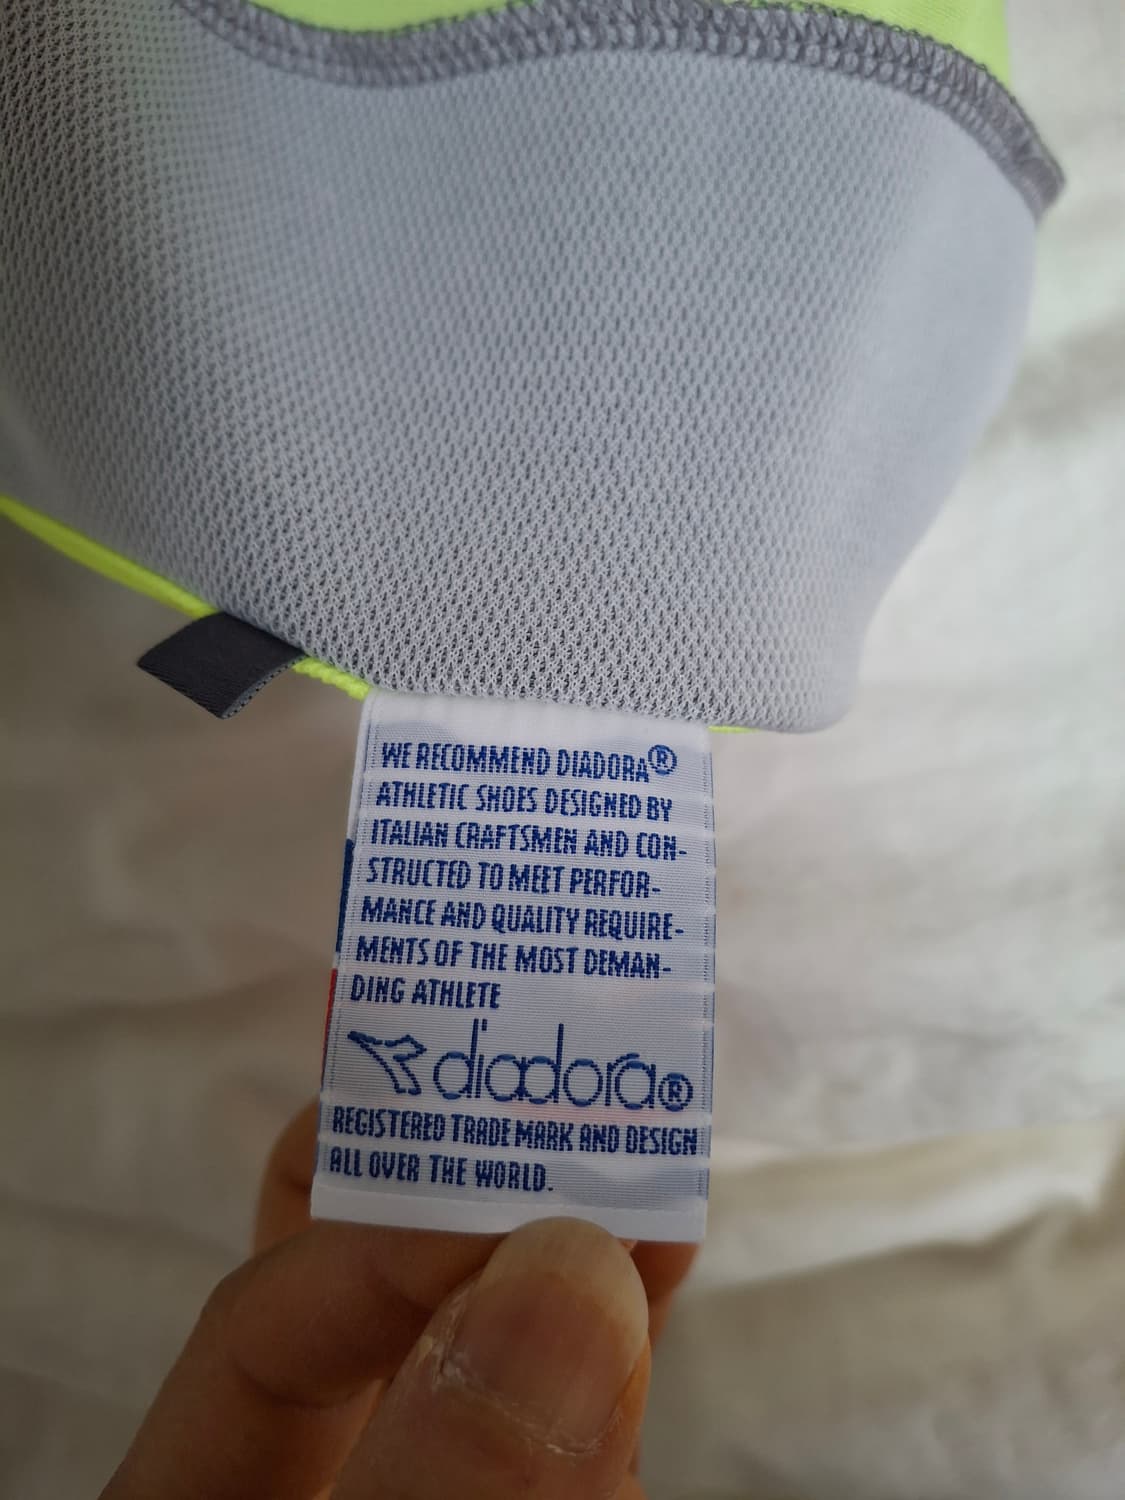 WE RECOMMEND DIADORA®
ATHLETIC SHOES DESIGNED BY
ITALIAN CRAFTSMEN AND CON-
STRUCTED TO MEET PERFOR-
MANCE AND QUALITY REQUIRE-
MENTS OF THE MOST DEMAN-
DING ATHLETE
diadora®
REGISTERED TRADE MARK AND DESIGN
ALL OVER THE WORLD.